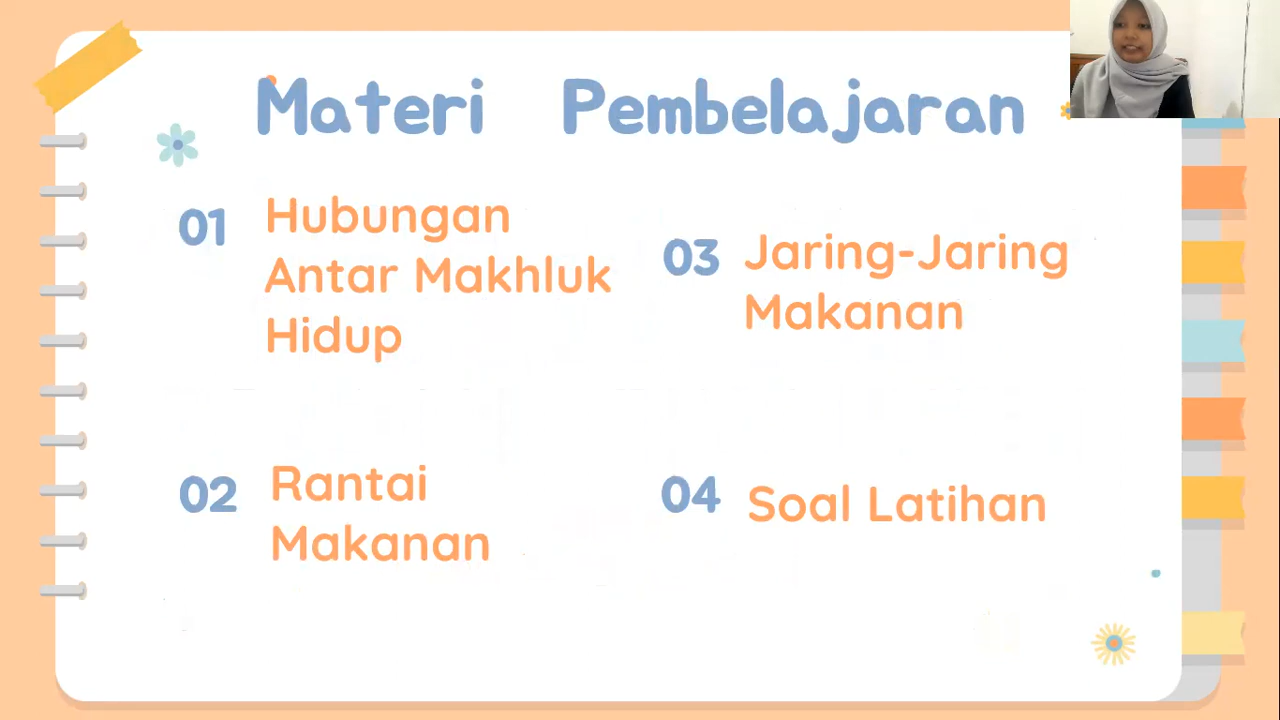 Materi Pembelajaran
01
Hubungan
Antar Makhluk
Hidup
02
Rantai
Makanan
03
Jaring-Jaring
Makanan
04
Soal Latihan